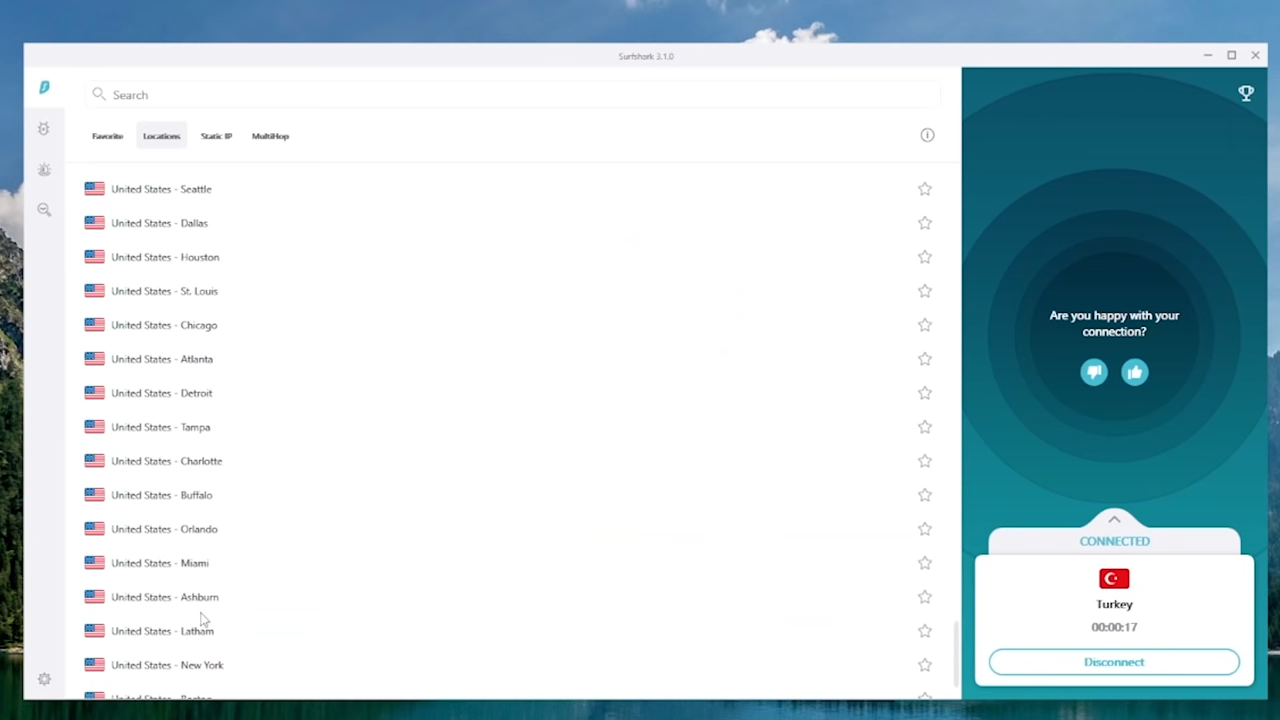 Surfshark 3.1.0
Search
Favorite
Locations
Static IP
MultiHop
United States - Seattle
United States - Dallas
United States - Houston
United States - St. Louis
United States - Chicago
United States - Atlanta
United States - Detroit
United States - Tampa
United States - Charlotte
United States - Buffalo
United States - Orlando
United States - Miami
United States - Ashburn
United States - Latham
United States - New York
Are you happy with your
connection?
CONNECTED
Turkey
00:00:17
Disconnect